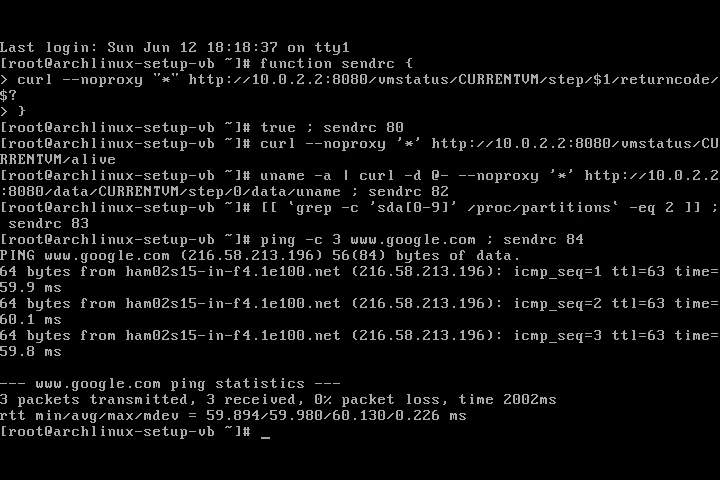 Last login: Sun Jun 12 18:18:37 on tty1
[root@archlinux-setup-vb ~]# function sendrc {
> curl --noproxy "*" http://10.0.2.2:8080/vmstatus/CURRENTVM/step/$1/returncode/
$?
> }
[root@archlinux-setup-vb ~]# true ; sendrc 80
[root@archlinux-setup-vb ~]# curl --noproxy '*' http://10.0.2.2:8080/vmstatus/CU
RRENTVM/alive
[root@archlinux-setup-vb ~]# uname -a | curl -d @- --noproxy '*' http://10.0.2.2
:8080/data/CURRENTVM/step/0/data/uname ; sendrc 82
[root@archlinux-setup-vb ~]# [[ `grep -c 'sda[0-9]' /proc/partitions` -eq 2 ]] ;
 sendrc 83
[root@archlinux-setup-vb ~]# ping -c 3 www.google.com ; sendrc 84
PING www.google.com (216.58.213.196) 56(84) bytes of data.
64 bytes from ham02s15-in-f4.1e100.net (216.58.213.196): icmp_seq=1 ttl=63 time=
59.9 ms
64 bytes from ham02s15-in-f4.1e100.net (216.58.213.196): icmp_seq=2 ttl=63 time=
60.1 ms
64 bytes from ham02s15-in-f4.1e100.net (216.58.213.196): icmp_seq=3 ttl=63 time=
59.8 ms

--- www.google.com ping statistics ---
3 packets transmitted, 3 received, 0% packet loss, time 2002ms
rtt min/avg/max/mdev = 59.894/59.980/60.130/0.226 ms
[root@archlinux-setup-vb ~]# _